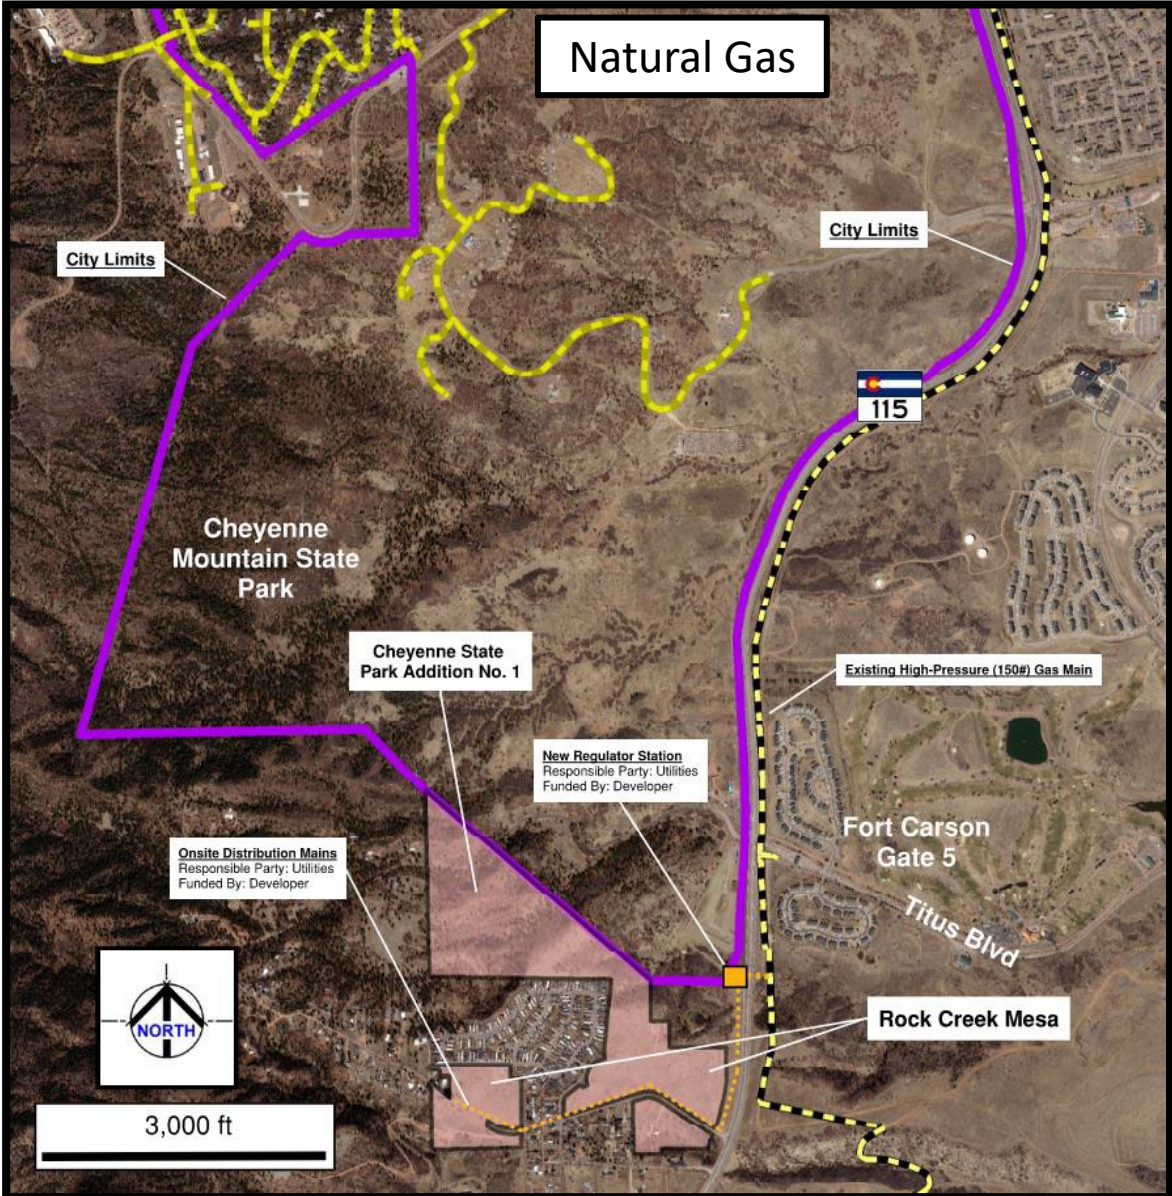 Natural Gas
City Limits
City Limits
115
Cheyenne
Mountain State
Park
Cheyenne State
Park Addition No. 1
Existing High-Pressure (150#) Gas Main
New Regulator Station
Responsible Party: Utilities
Funded By: Developer
Fort Carson
Gate 5
Onsite Distribution Mains
Responsible Party: Utilities
Funded By: Developer
Titus Blvd
NORTH
Rock Creek Mesa
3,000 ft